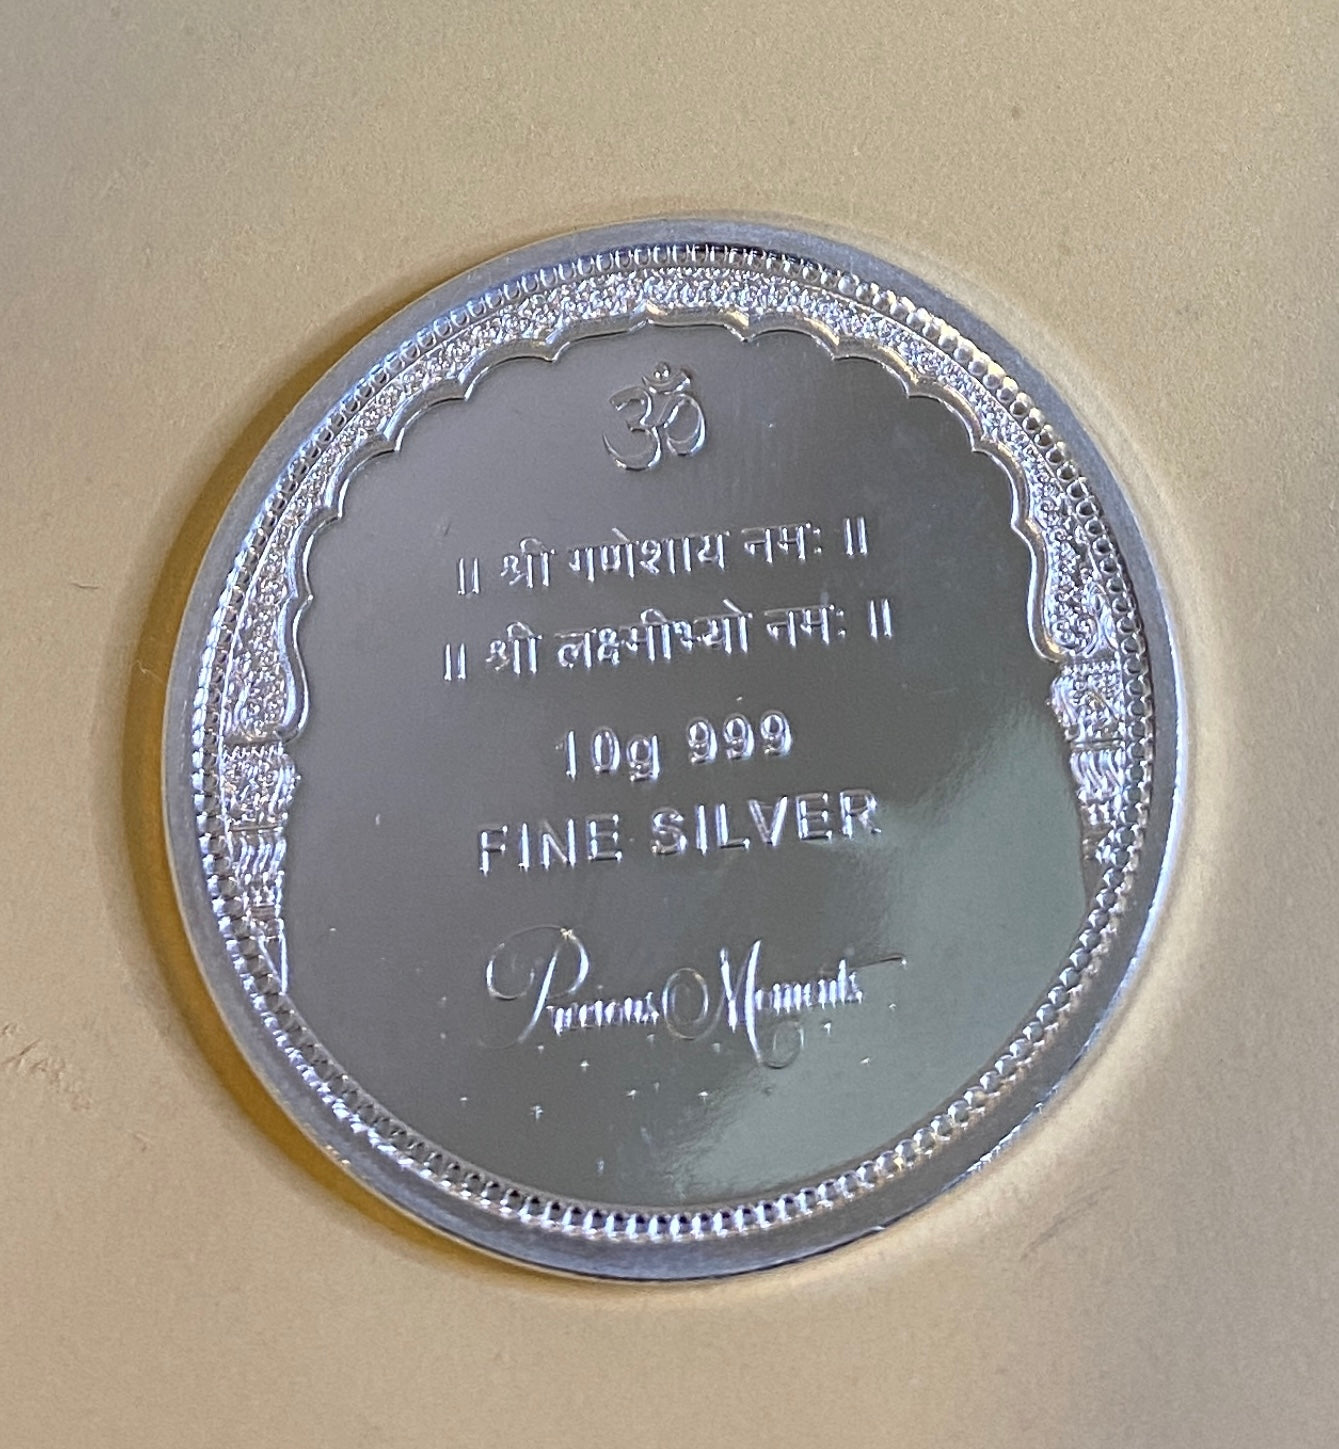 ॐ
॥ श्री गणेशाय नमः ॥
॥ श्री लक्ष्मीभ्यो नमः ॥
10g 999
FINE SILVER
Precious Moments